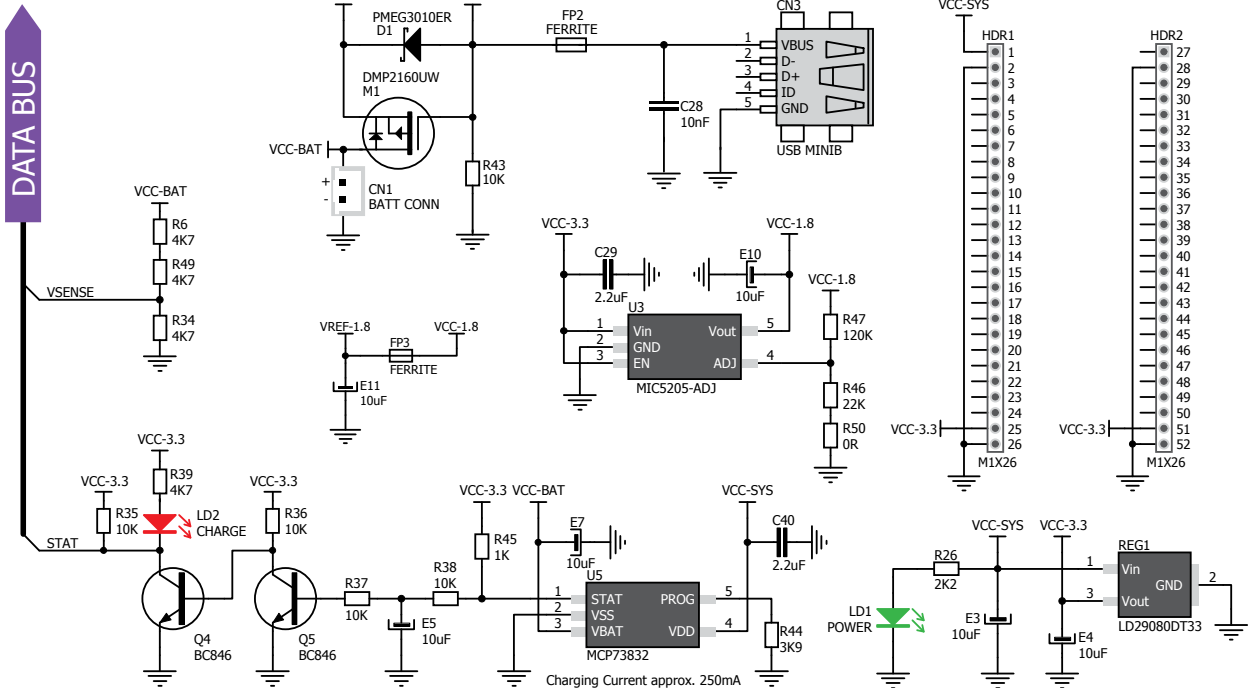 DATA BUS
PMEG3010ER
D1
DMP2160UW
M1
VCC-BAT
+
-
CN1
BATT CONN
R43
10K
FP2
FERRITE
C28
10nF
CN3
1 VBUS
2 D-
3 D+
4 ID
5 GND
USB MINIB
VCC-SYS
HDR1
1
2
3
4
5
6
7
8
9
10
11
12
13
14
15
16
17
18
19
20
21
22
23
24
VCC-3.3 25
26
M1X26
HDR2
27
28
29
30
31
32
33
34
35
36
37
38
39
40
41
42
43
44
45
46
47
48
49
50
VCC-3.3 51
52
M1X26
VCC-BAT
R6
4K7
R49
4K7
VSENSE
R34
4K7
VREF-1.8
VCC-1.8
FP3
FERRITE
E11
10uF
VCC-3.3
C29
2.2uF
E10
10uF
VCC-1.8
U3
1 Vin
2 GND
3 EN
Vout 5
ADJ 4
MIC5205-ADJ
VCC-1.8
R47
120K
R46
22K
R50
0R
VCC-3.3
R39
4K7
VCC-3.3
R35
10K
LD2
CHARGE
VCC-3.3
R36
10K
STAT
Q4
BC846
Q5
BC846
R37
10K
E5
10uF
R38
10K
VCC-3.3
R45
1K
VCC-BAT
E7
10uF
U5
1 STAT
2 VSS
3 VBAT
PROG 5
VDD 4
MCP73832
VCC-SYS
C40
2.2uF
R44
3K9
Charging Current approx. 250mA
R26
2K2
LD1
POWER
VCC-SYS
E3
10uF
VCC-3.3
E4
10uF
REG1
1 Vin
GND 2
3 Vout
LD29080DT33